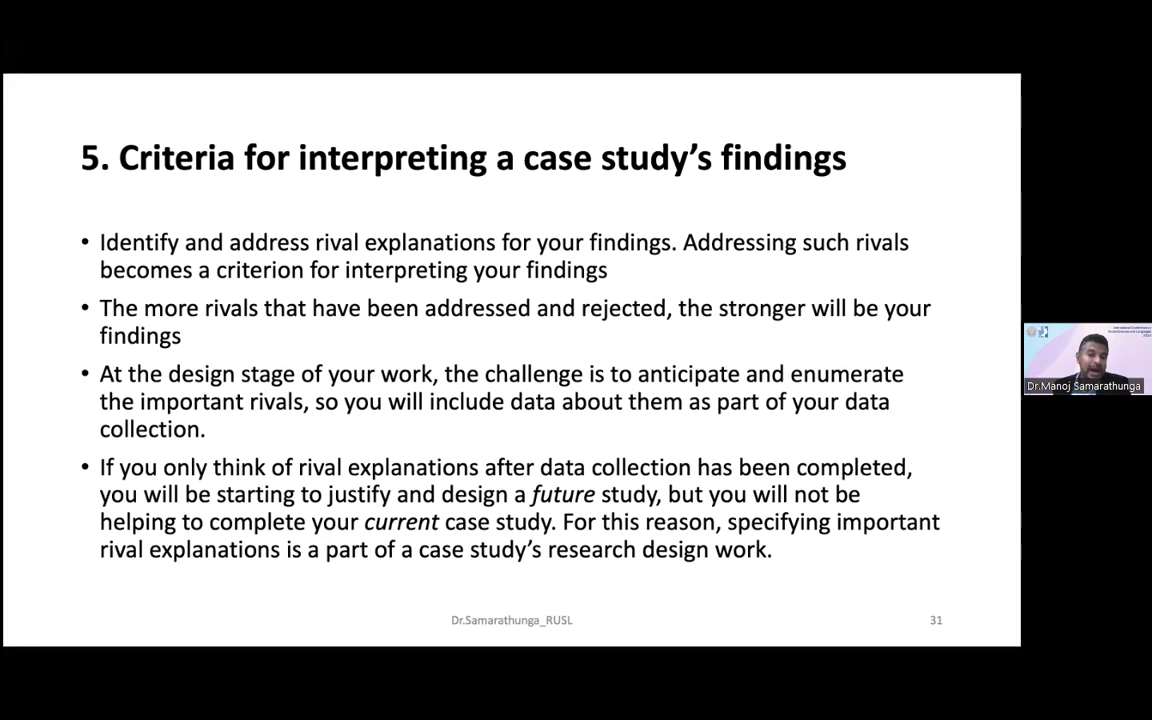 5. Criteria for interpreting a case study's findings
• Identify and address rival explanations for your findings. Addressing such rivals
becomes a criterion for interpreting your findings
• The more rivals that have been addressed and rejected, the stronger will be your
findings
• At the design stage of your work, the challenge is to anticipate and enumerate
the important rivals, so you will include data about them as part of your data
collection.
• If you only think of rival explanations after data collection has been completed,
you will be starting to justify and design a future study, but you will not be
helping to complete your current case study. For this reason, specifying important
rival explanations is a part of a case study's research design work.
Dr.Samarathunga_RUSL
31
Dr.Manoj Samarathunga